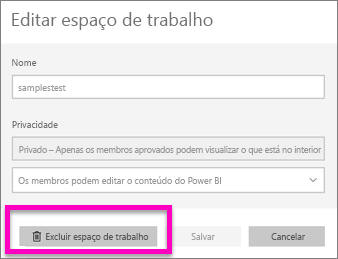 Editar espaço de trabalho
Nome
samplestest
Privacidade
Privado – Apenas os membros aprovados podem visualizar o que está no interior
Os membros podem editar o conteúdo do Power BI
Excluir espaço de trabalho Salvar Cancelar